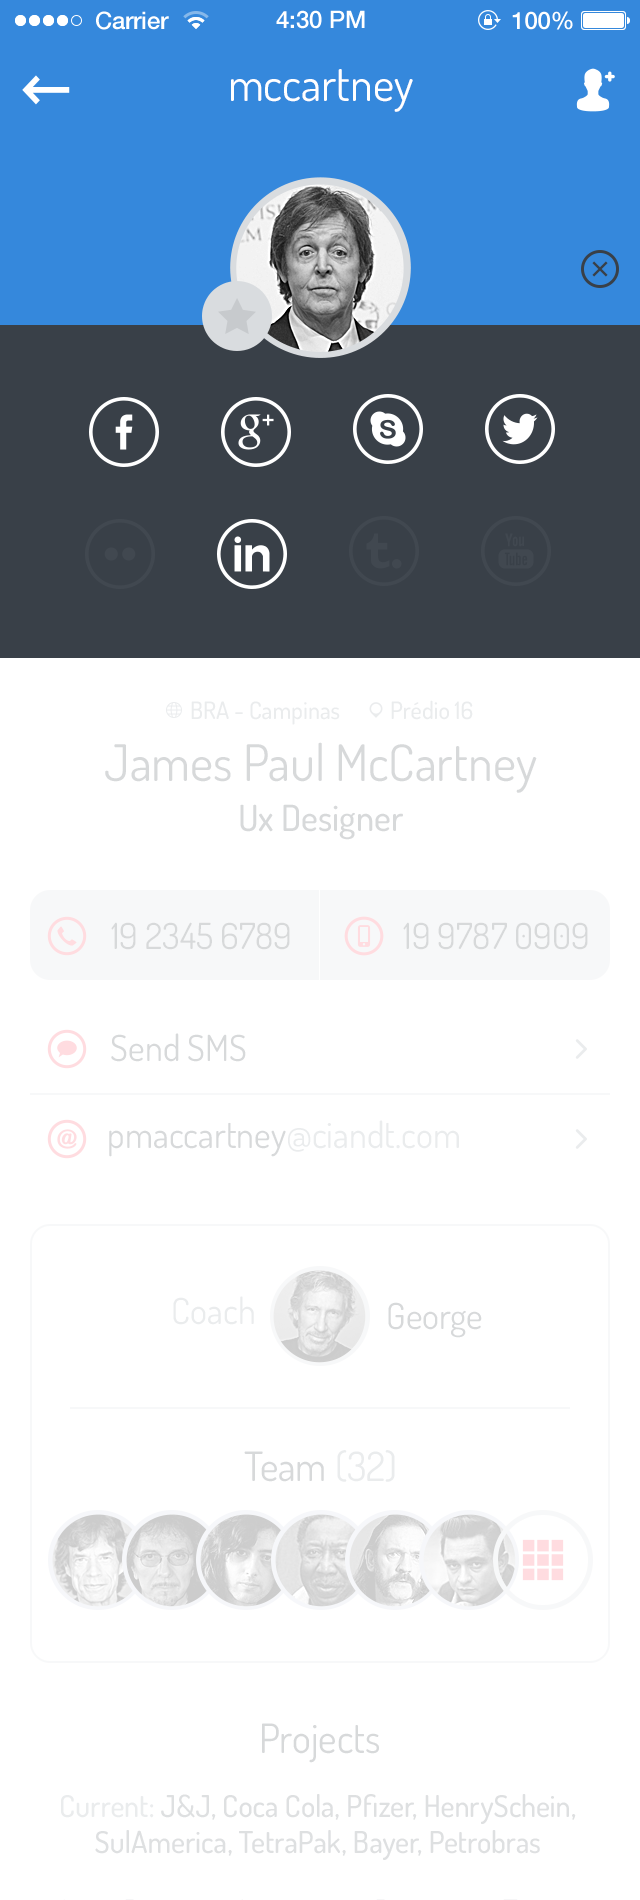 Carrier 4:30 PM 100%
mccartney
f g+ S
in t. You Tube
BRA - Campinas Prédio 16
James Paul McCartney
Ux Designer
19 2345 6789 19 9787 0909
Send SMS
@ pmaccartney@ciandt.com
Coach George
Team (32)
Projects
Current: J&J, Coca Cola, Pfizer, HenrySchein,
SulAmerica, TetraPak, Bayer, Petrobras